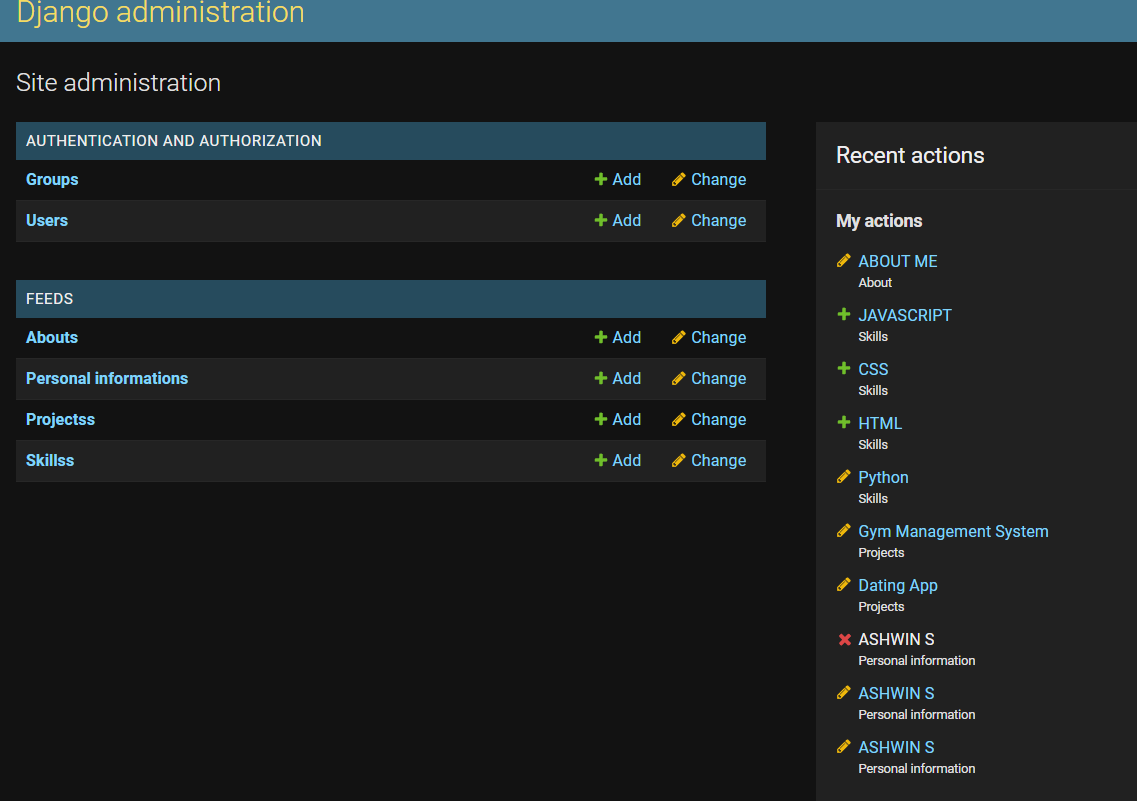 Django administration
Site administration
AUTHENTICATION AND AUTHORIZATION
Groups Add Change
Users Add Change
FEEDS
Abouts Add Change
Personal informations Add Change
Projectss Add Change
Skillss Add Change
Recent actions
My actions
ABOUT ME
About
JAVASCRIPT
Skills
CSS
Skills
HTML
Skills
Python
Skills
Gym Management System
Projects
Dating App
Projects
ASHWIN S
Personal information
ASHWIN S
Personal information
ASHWIN S
Personal information